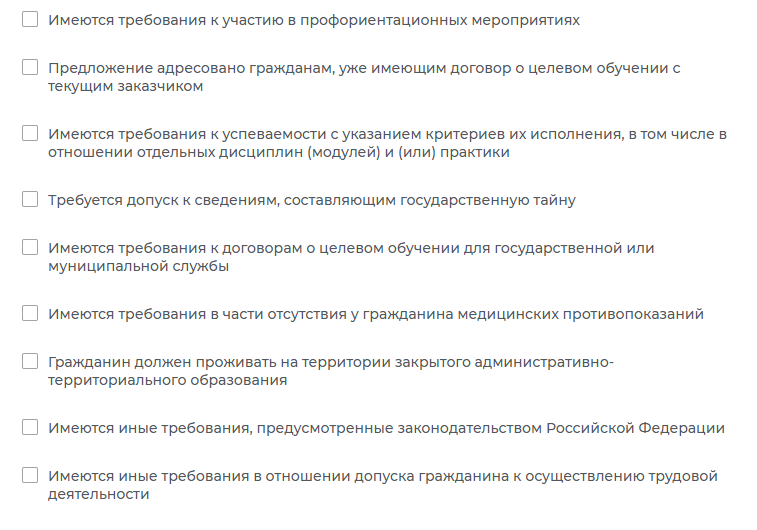 Имеются требования к участию в профориентационных мероприятиях
Предложение адресовано гражданам, уже имеющим договор о целевом обучении с
текущим заказчиком
Имеются требования к успеваемости с указанием критериев их исполнения, в том числе в
отношении отдельных дисциплин (модулей) и (или) практики
Требуется допуск к сведениям, составляющим государственную тайну
Имеются требования к договорам о целевом обучении для государственной или
муниципальной службы
Имеются требования в части отсутствия у гражданина медицинских противопоказаний
Гражданин должен проживать на территории закрытого административно-
территориального образования
Имеются иные требования, предусмотренные законодательством Российской Федерации
Имеются иные требования в отношении допуска гражданина к осуществлению трудовой
деятельности